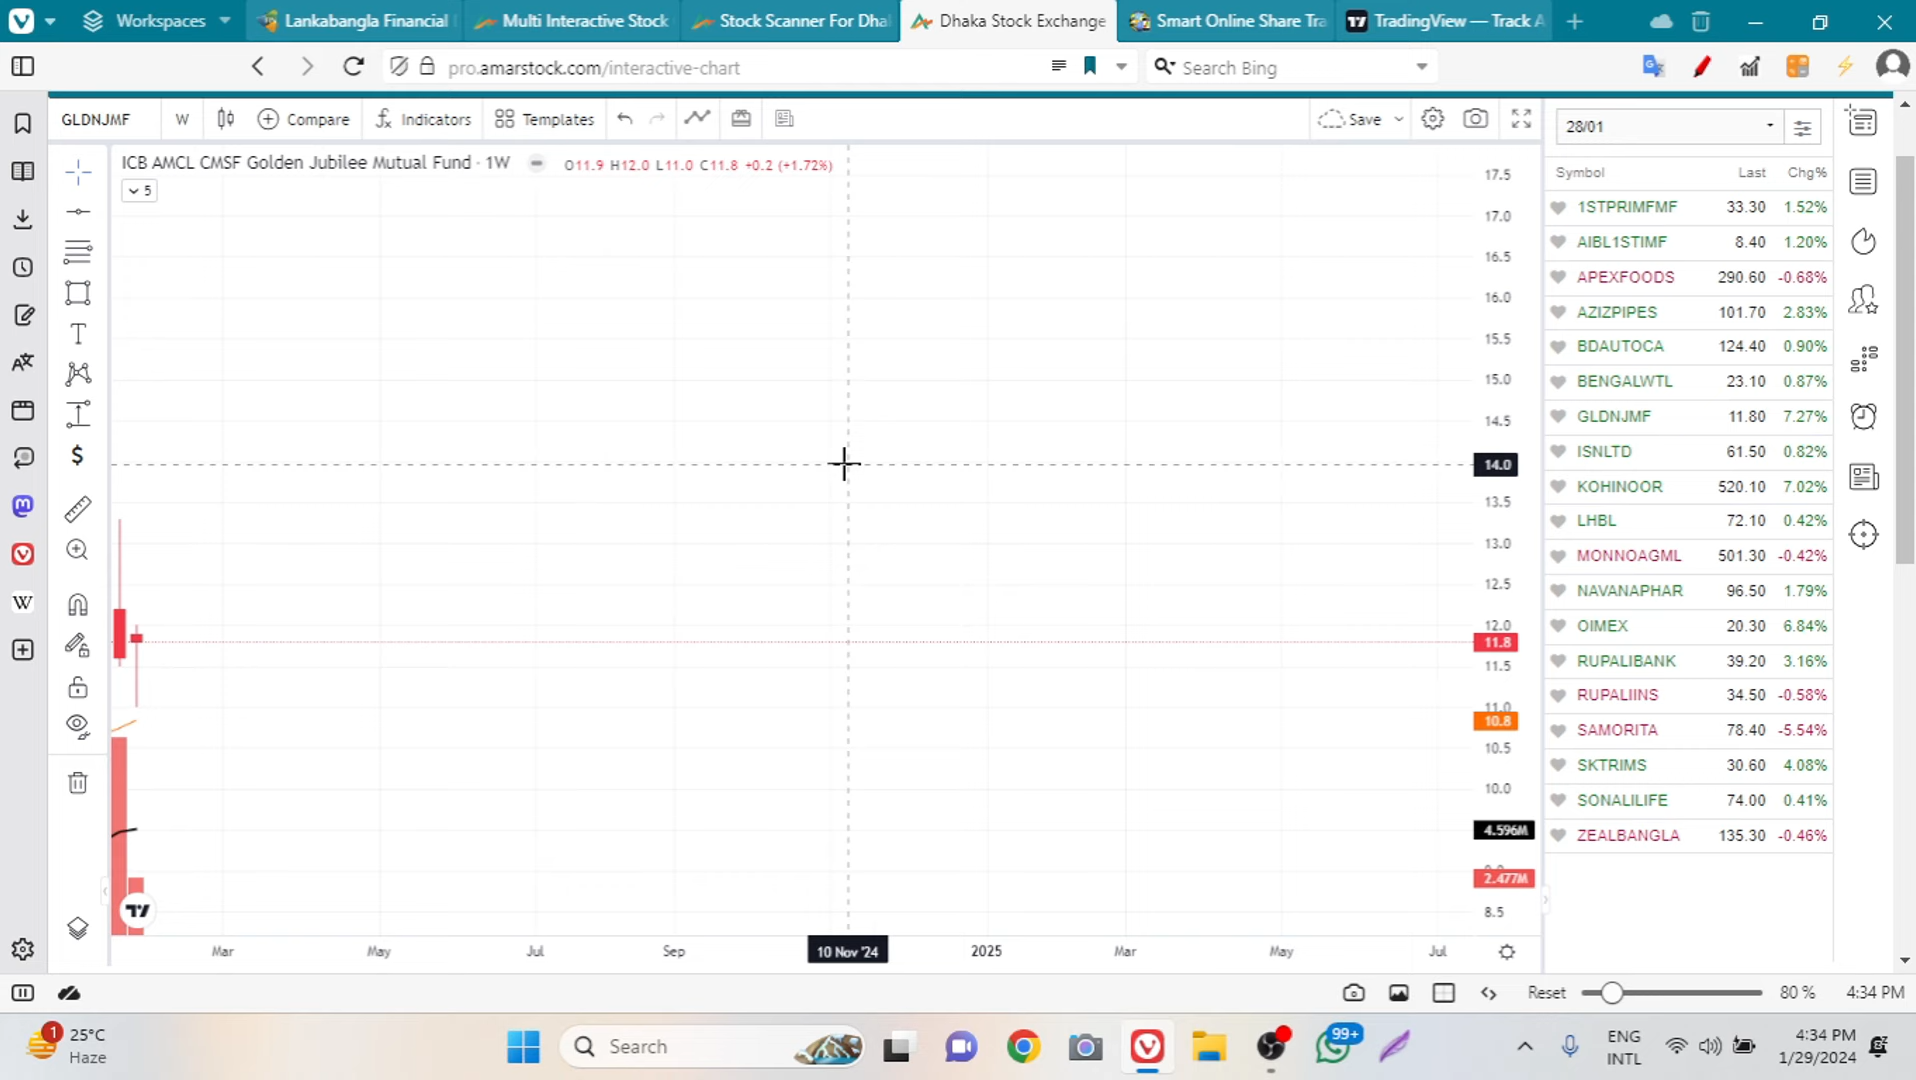 Workspaces
Lankabangla Financial
Multi Interactive Stock
Stock Scanner For Dha
Dhaka Stock Exchange
Smart Online Share Tra
TradingView — Track A
pro.amarstock.com/interactive-chart
Search Bing
GLDNJMF
W
Compare
Indicators
Templates
Save
28/01
ICB AMCL CMSF Golden Jubilee Mutual Fund · 1W
O11.9 H12.0 L11.0 C11.8 +0.2 (+1.72%)
5
Symbol Last Chg%
1STPRIMFMF 33.30 1.52%
AIBL1STIMF 8.40 1.20%
APEXFOODS 290.60 -0.68%
AZIZPIPES 101.70 2.83%
BDAUTOCA 124.40 0.90%
BENGALWTL 23.10 0.87%
GLDNJMF 11.80 7.27%
ISNLTD 61.50 0.82%
KOHINOOR 520.10 7.02%
LHBL 72.10 0.42%
MONNOAGML 501.30 -0.42%
NAVANAPHAR 96.50 1.79%
OIMEX 20.30 6.84%
RUPALIBANK 39.20 3.16%
RUPALIINS 34.50 -0.58%
SAMORITA 78.40 -5.54%
SKTRIMS 30.60 4.08%
SONALILIFE 74.00 0.41%
ZEALBANGLA 135.30 -0.46%
17.5
17.0
16.5
16.0
15.5
15.0
14.5
14.0
13.5
13.0
12.5
12.0
11.8
11.5
11.0
10.8
10.5
10.0
4.596M
2.477M
8.5
Mar
May
Jul
Sep
10 Nov '24
2025
Mar
May
Jul
Reset
80 %
4:34 PM
1
25°C
Haze
Search
99+
ENG
INTL
4:34 PM
1/29/2024